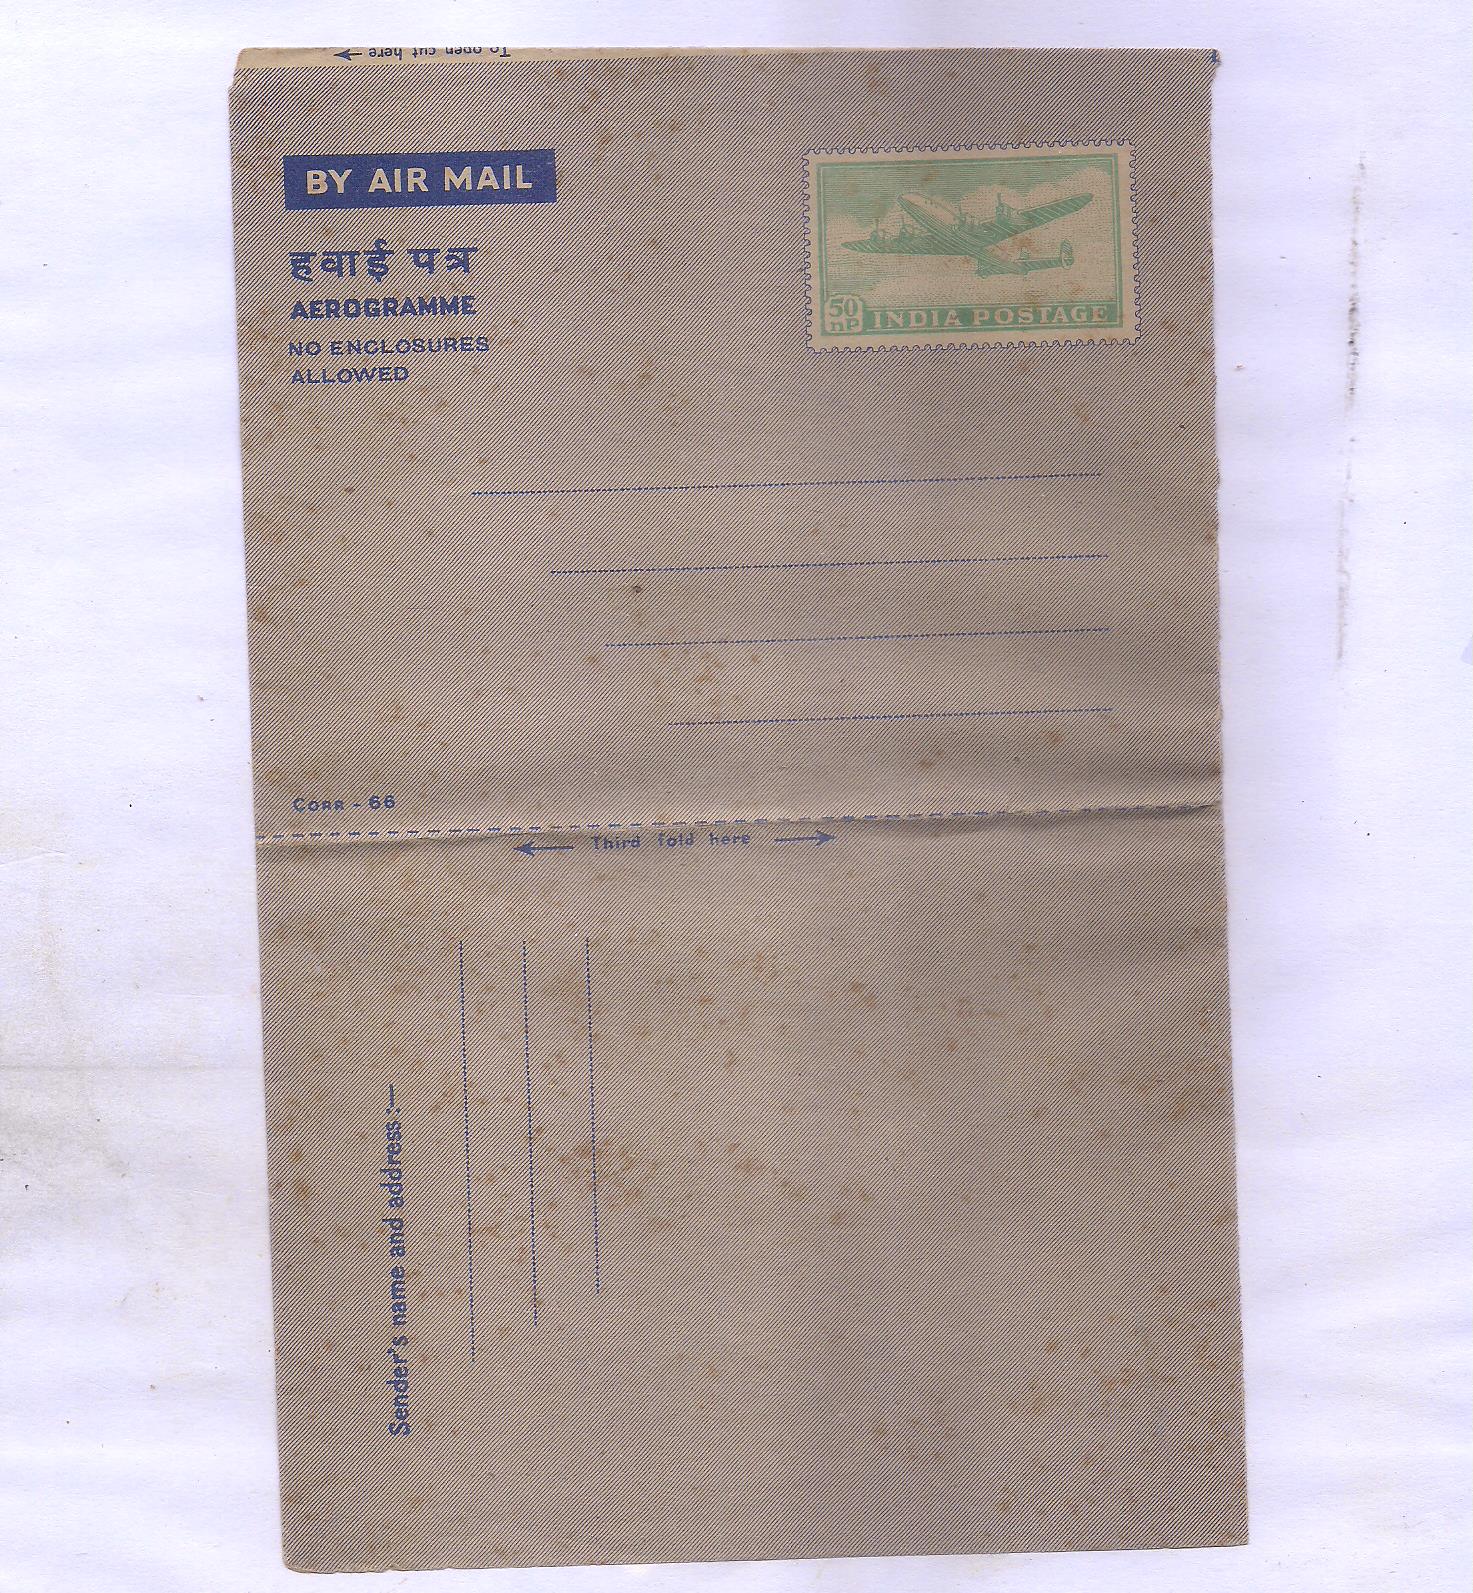 To open cut here
BY AIR MAIL
हवाई पत्र
AEROGRAMME
NO ENCLOSURES
ALLOWED
50
nP
INDIA POSTAGE
CORR - 66
Third fold here
Sender's name and address :—